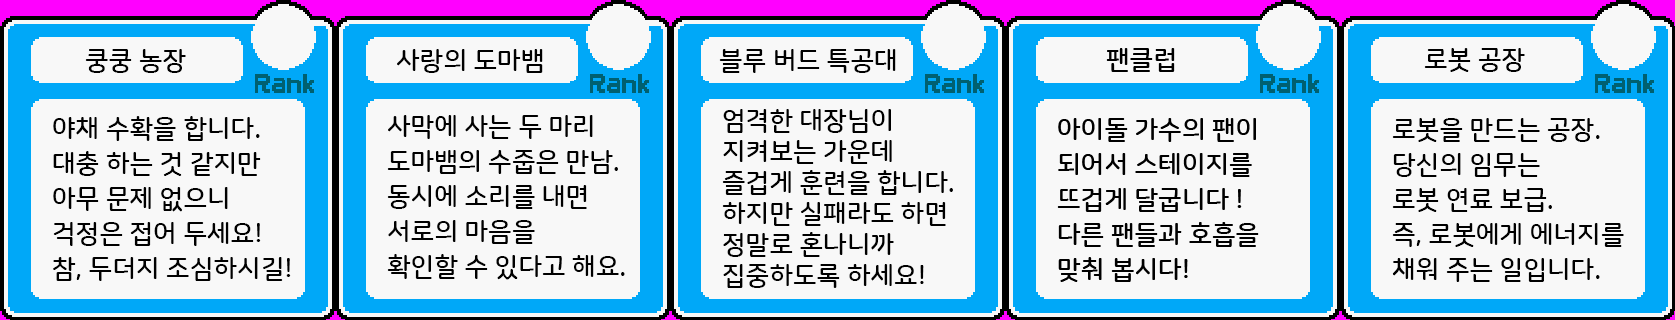 쿵쿵 농장
Rank
야채 수확을 합니다.
대충 하는 것 같지만
아무 문제 없으니
걱정은 접어 두세요!
참, 두더지 조심하시길!
사랑의 도마뱀
Rank
사막에 사는 두 마리
도마뱀의 수줍은 만남.
동시에 소리를 내면
서로의 마음을
확인할 수 있다고 해요.
블루 버드 특공대
Rank
엄격한 대장님이
지켜보는 가운데
즐겁게 훈련을 합니다.
하지만 실패라도 하면
정말로 혼나니까
집중하도록 하세요!
팬클럽
Rank
아이돌 가수의 팬이
되어서 스테이지를
뜨겁게 달굽니다 !
다른 팬들과 호흡을
맞춰 봅시다!
로봇 공장
Rank
로봇을 만드는 공장.
당신의 임무는
로봇 연료 보급.
즉, 로봇에게 에너지를
채워 주는 일입니다.